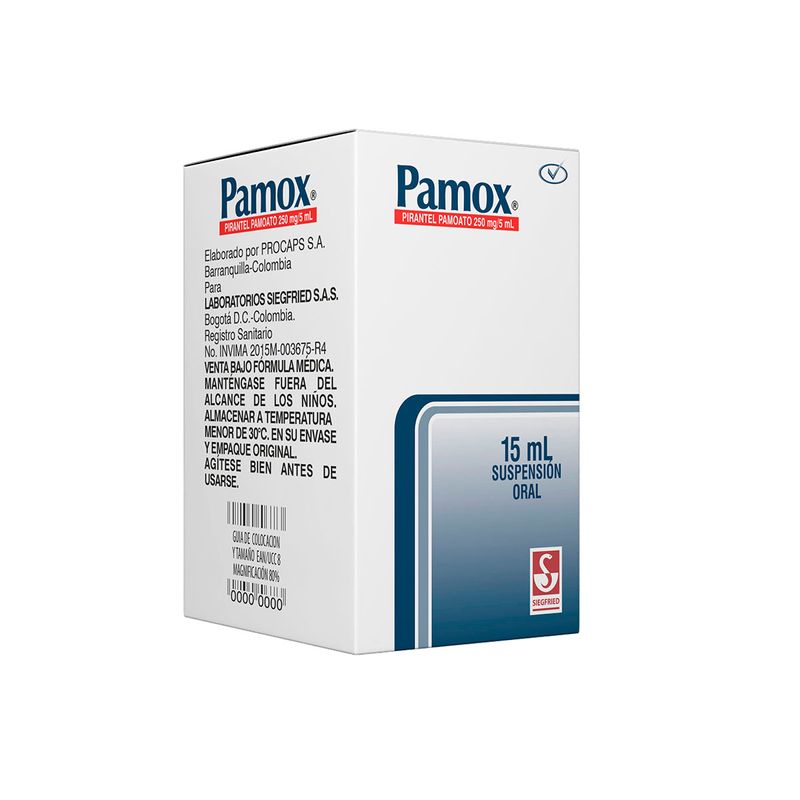 Pamox®
PIRANTEL PAMOATO 250 mg/5 mL
Elaborado por PROCAPS S.A.
Barranquilla-Colombia
Para
LABORATORIOS SIEGFRIED S.A.S.
Bogotá D.C.-Colombia.
Registro Sanitario
No. INVIMA 2015M-003675-R4
VENTA BAJO FÓRMULA MÉDICA.
MANTÉNGASE FUERA DEL
ALCANCE DE LOS NIÑOS.
ALMACENAR A TEMPERATURA
MENOR DE 30°C. EN SU ENVASE
Y EMPAQUE ORIGINAL.
AGÍTESE BIEN ANTES DE
USARSE.
GUIA DE COLOCACION
Y TAMAÑO EAN/UCC 8
MAGNIFICACIÓN 80%
0000 0000
Pamox®
PIRANTEL PAMOATO 250 mg/5 mL
15 mL
SUSPENSIÓN
ORAL
SIEGFRIED